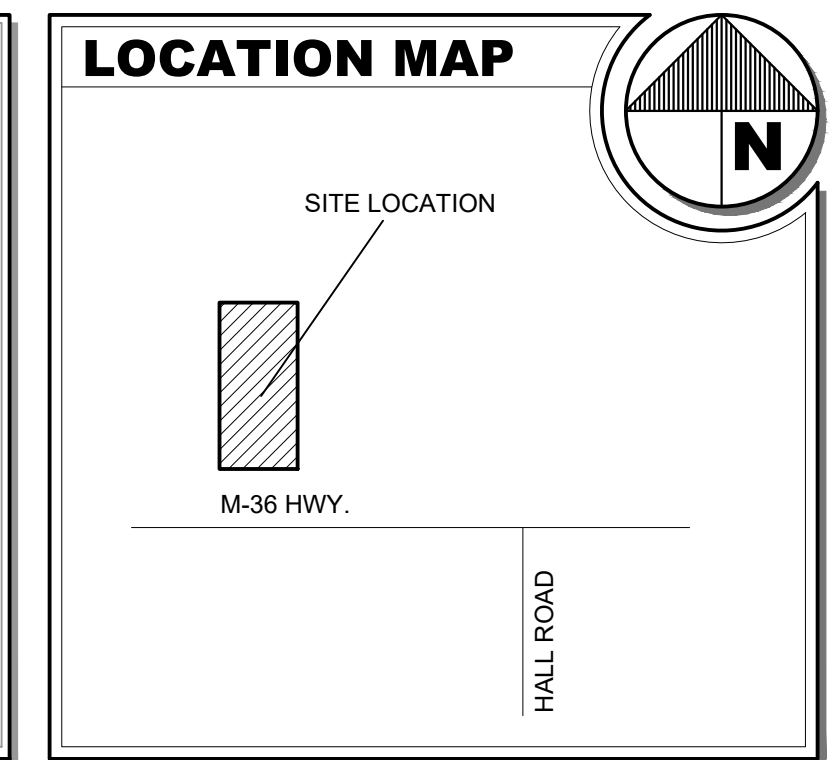 LOCATION MAP
N
SITE LOCATION
M-36 HWY.
HALL ROAD